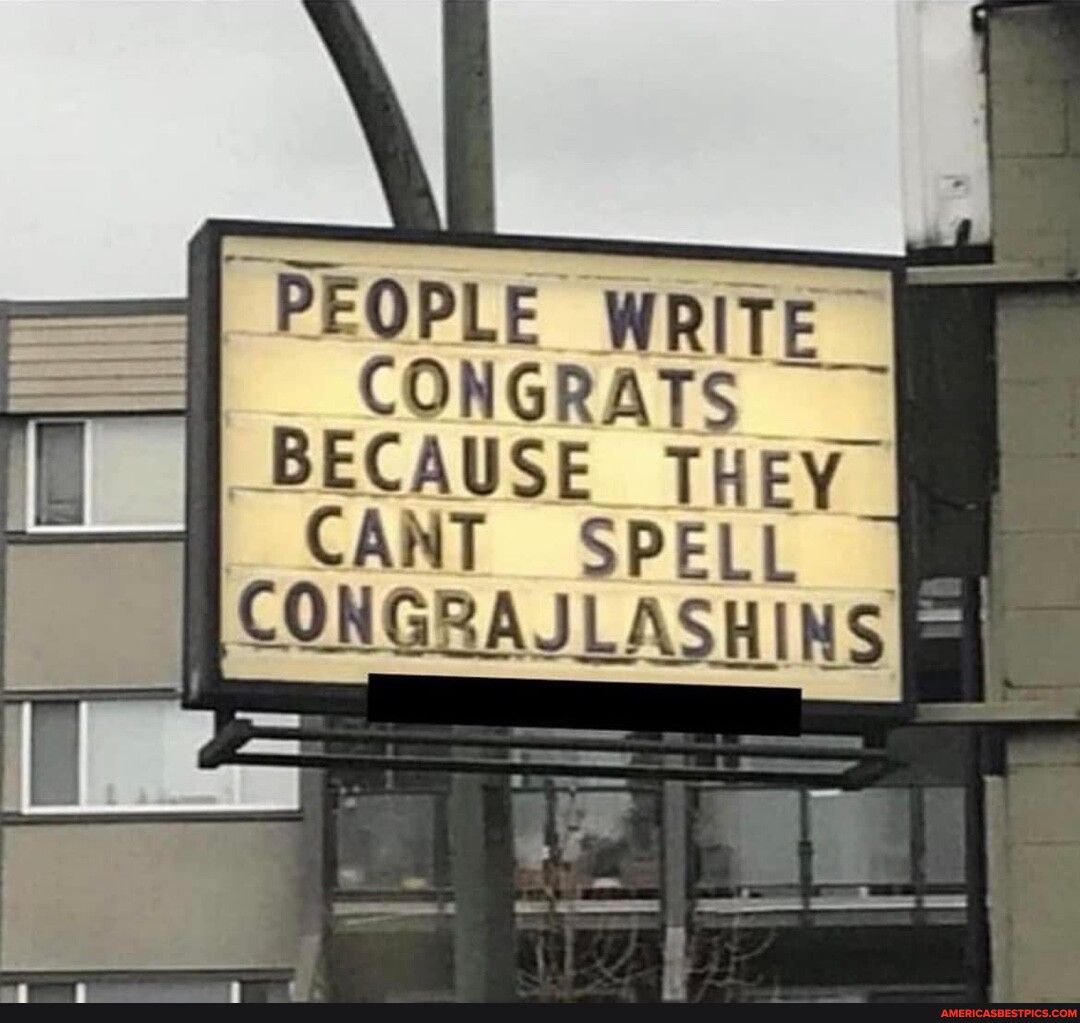 PEOPLE WRITE
CONGRATS
BECAUSE THEY
CANT SPELL
CONGRAJLASHINS
AMERICASBESTPICS.COM